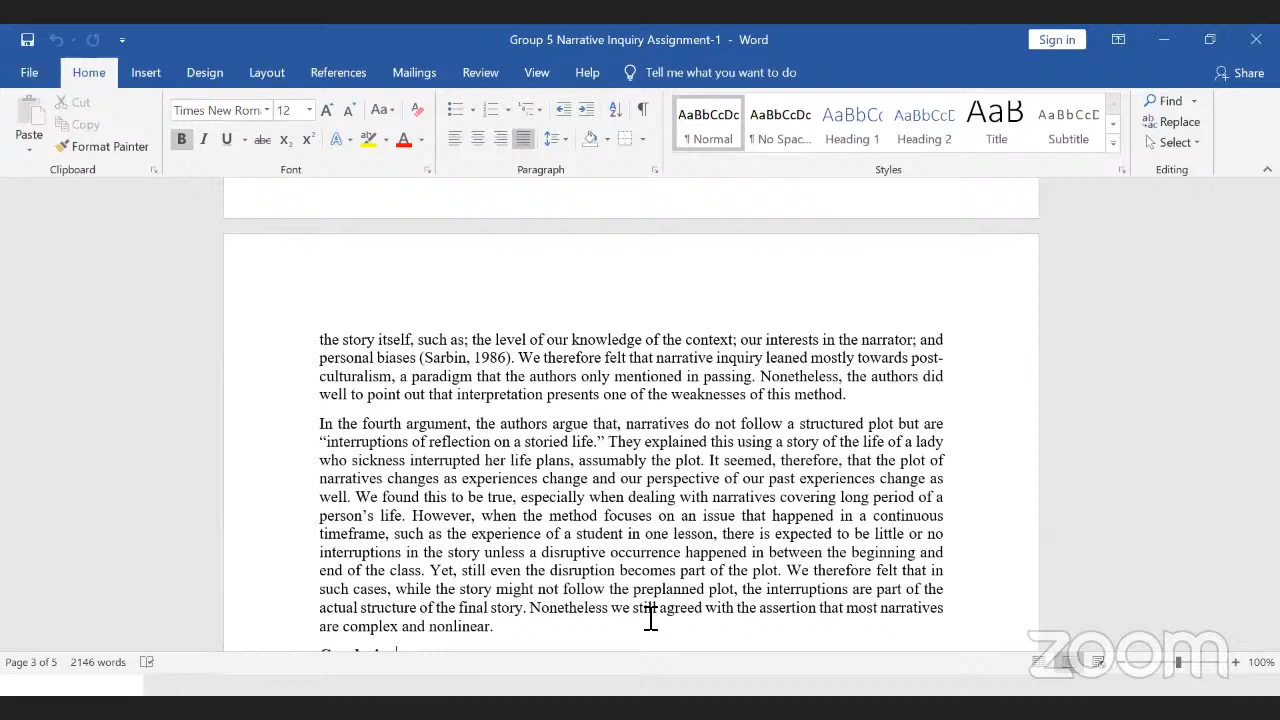 Group 5 Narrative Inquiry Assignment-1 - Word
Sign in
File Home Insert Design Layout References Mailings Review View Help Tell me what you want to do Share
Paste
Cut
Copy
Format Painter
Clipboard
Times New Rom 12
Aa
B I U abc X₂ X² A A
Font
Paragraph
AaBbCcDc AaBbCcDc AaBbCc AaBbCcD AaB AaBbCcD
¶ Normal ¶ No Spac... Heading 1 Heading 2 Title Subtitle
Styles
Find
Replace
Select
Editing
the story itself, such as; the level of our knowledge of the context; our interests in the narrator; and
personal biases (Sarbin, 1986). We therefore felt that narrative inquiry leaned mostly towards post-
culturalism, a paradigm that the authors only mentioned in passing. Nonetheless, the authors did
well to point out that interpretation presents one of the weaknesses of this method.
In the fourth argument, the authors argue that, narratives do not follow a structured plot but are
“interruptions of reflection on a storied life.” They explained this using a story of the life of a lady
who sickness interrupted her life plans, assumably the plot. It seemed, therefore, that the plot of
narratives changes as experiences change and our perspective of our past experiences change as
well. We found this to be true, especially when dealing with narratives covering long period of a
person’s life. However, when the method focuses on an issue that happened in a continuous
timeframe, such as the experience of a student in one lesson, there is expected to be little or no
interruptions in the story unless a disruptive occurrence happened in between the beginning and
end of the class. Yet, still even the disruption becomes part of the plot. We therefore felt that in
such cases, while the story might not follow the preplanned plot, the interruptions are part of the
actual structure of the final story. Nonetheless we still agreed with the assertion that most narratives
are complex and nonlinear.
Page 3 of 5 2146 words
100%
zoom